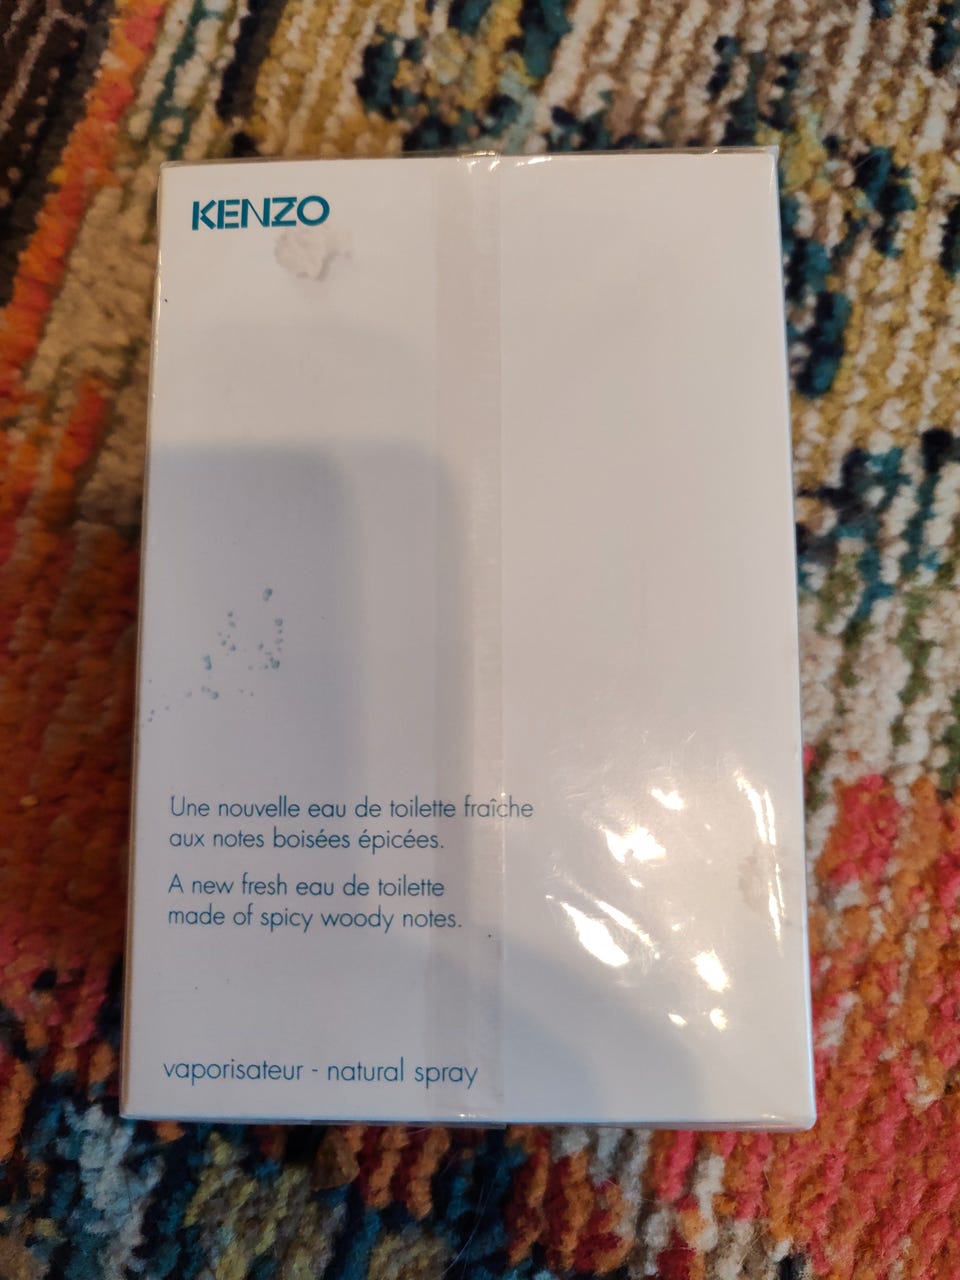 KENZO
Une nouvelle eau de toilette fraîche
aux notes boisées épicées.
A new fresh eau de toilette
made of spicy woody notes.
vaporisateur - natural spray